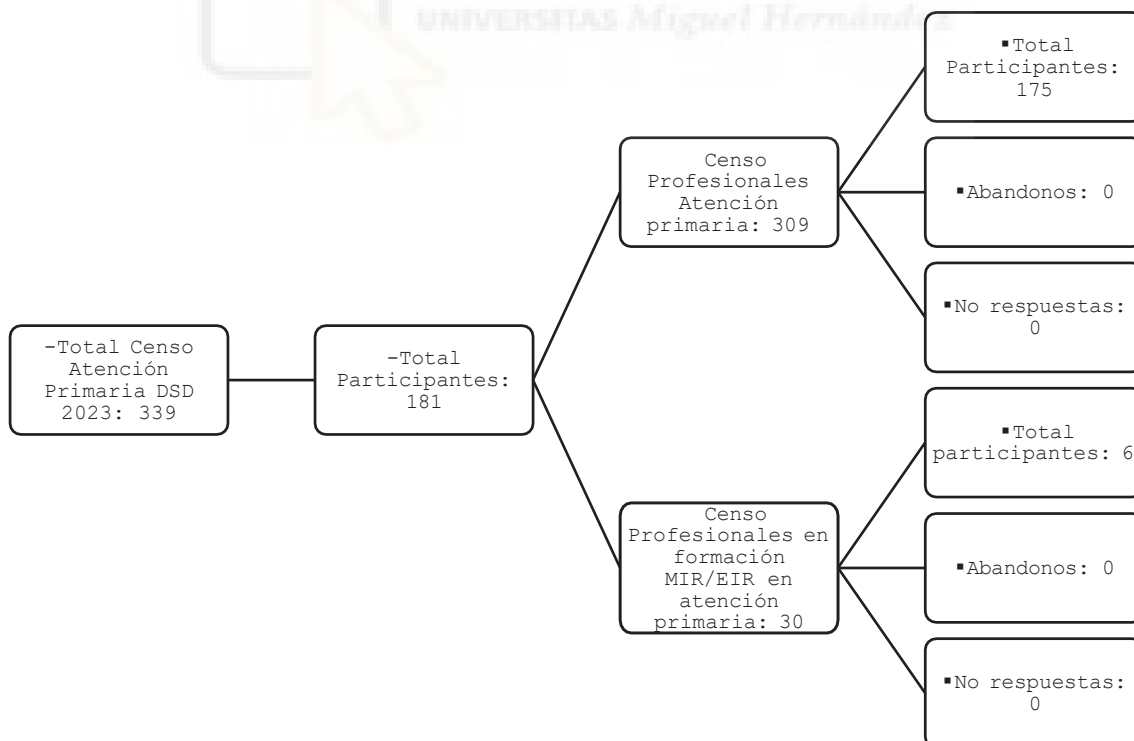 UNIVERSITAS Miguel Hernández
▪Total
Participantes:
175
Censo
Profesionales
Atención
primaria: 309
▪Abandonos: 0
▪No respuestas:
0
-Total Censo
Atención
Primaria DSD
2023: 339
-Total
Participantes:
181
▪Total
participantes: 6
Censo
Profesionales en
formación
MIR/EIR en
atención
primaria: 30
▪Abandonos: 0
▪No respuestas:
0